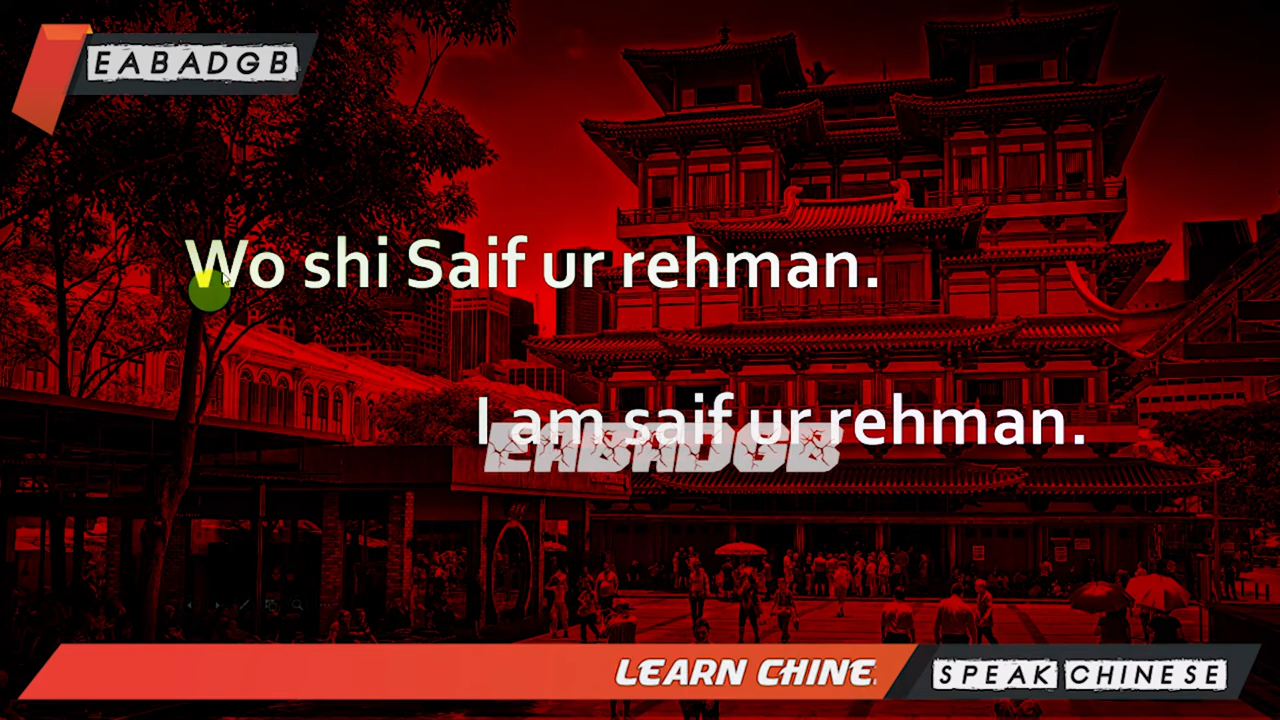 EABADGB
Wo shi Saif ur rehman.
I am saif ur rehman.
EABADGB
LEARN CHINE
SPEAK CHINESE